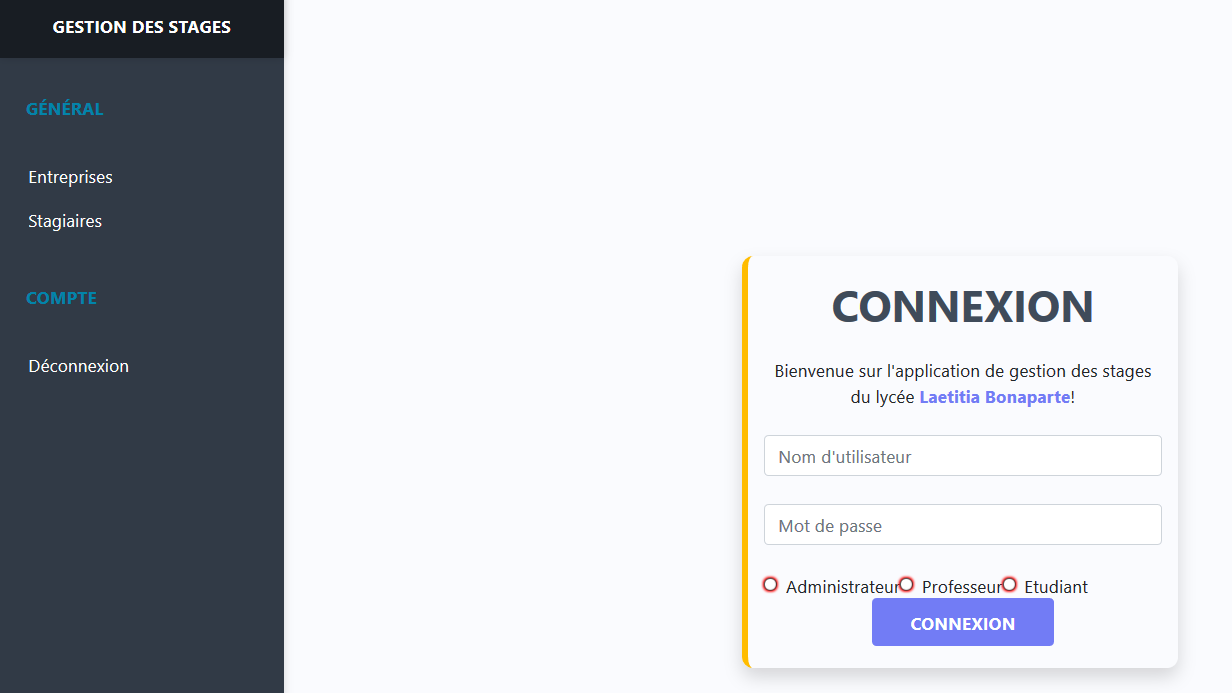 GESTION DES STAGES
GÉNÉRAL
Entreprises
Stagiaires
COMPTE
Déconnexion
CONNEXION
Bienvenue sur l'application de gestion des stages
du lycée Laetitia Bonaparte!
Nom d'utilisateur
Mot de passe
Administrateur Professeur Etudiant
CONNEXION